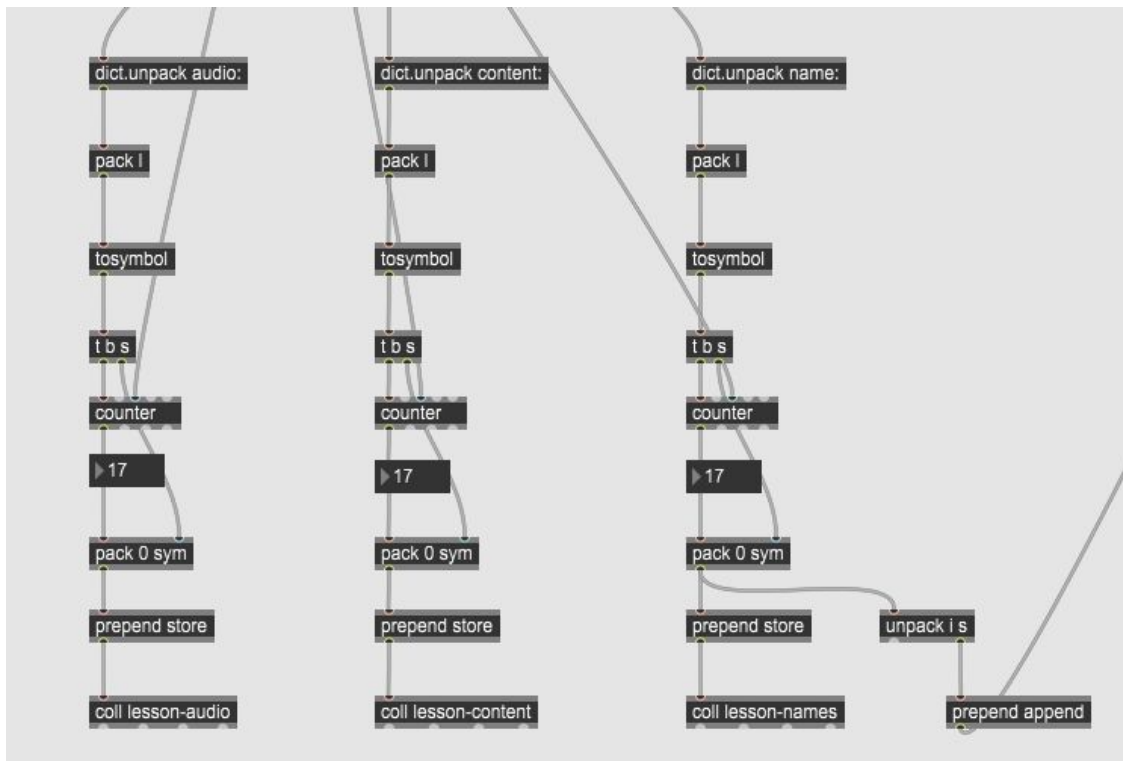 dict.unpack audio:
dict.unpack content:
dict.unpack name:
pack l
pack l
pack l
tosymbol
tosymbol
tosymbol
t b s
t b s
t b s
counter
counter
counter
17
17
17
pack 0 sym
pack 0 sym
pack 0 sym
prepend store
prepend store
prepend store
unpack i s
coll lesson-audio
coll lesson-content
coll lesson-names
prepend append